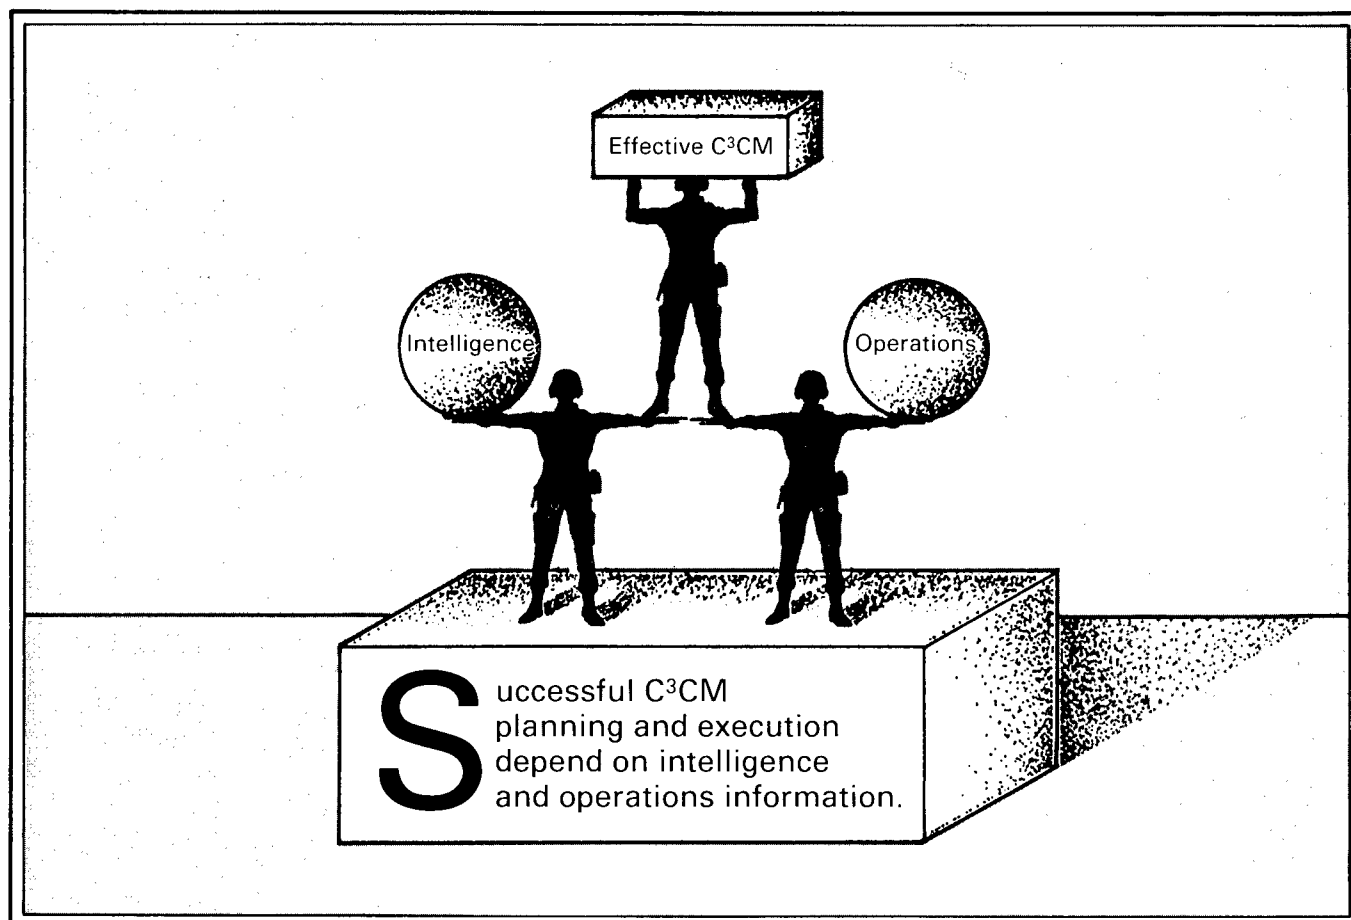 Effective C³CM
Intelligence
Operations
Successful C³CM
planning and execution
depend on intelligence
and operations information.